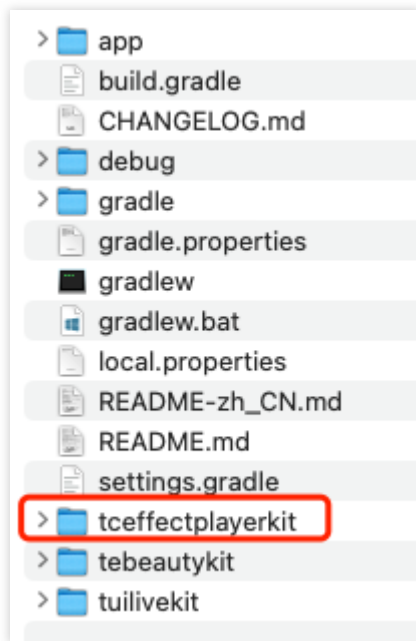 app
build.gradle
CHANGELOG.md
debug
gradle
gradle.properties
gradlew
gradlew.bat
local.properties
README-zh_CN.md
README.md
settings.gradle
tceffectplayerkit
tebeautykit
tuilivekit